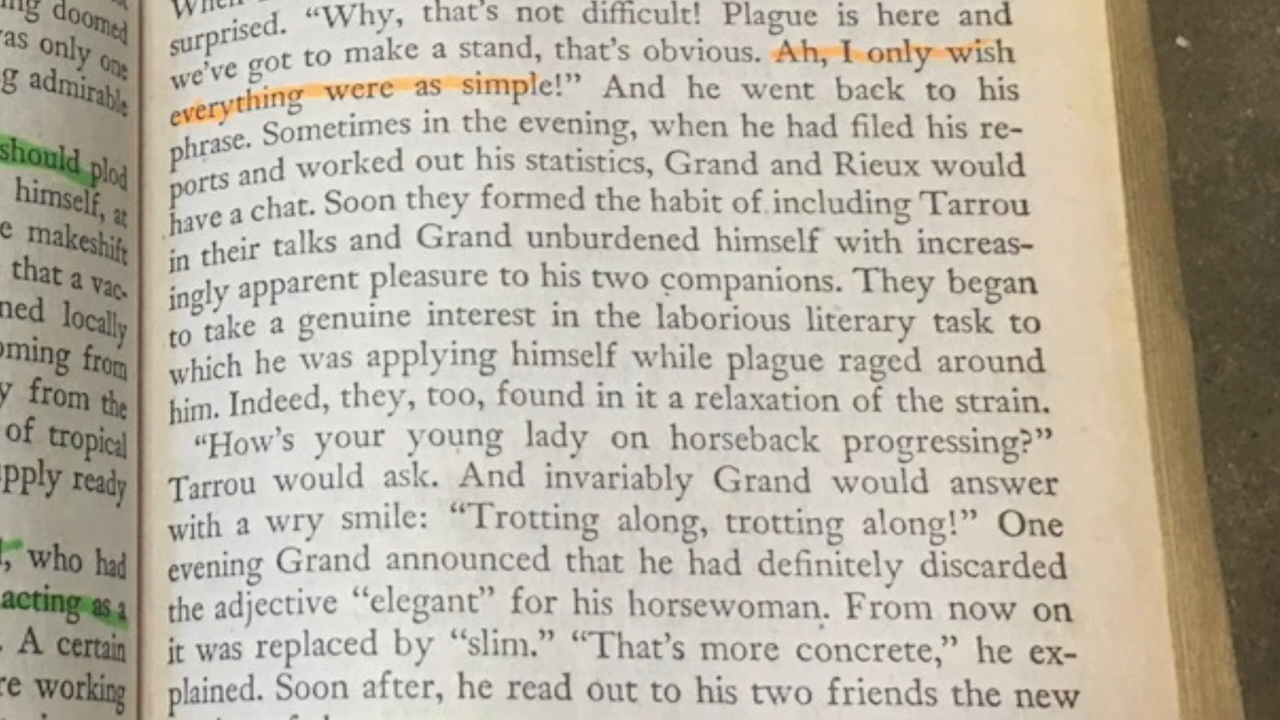 ng doomed
as only one
g admirable
should plod
himself, at
e makeshift
that a vac-
ned locally
oming from
y from the
of tropical
pply ready
who had
acting as a
. A certain
re working
When
surprised. “Why, that’s not difficult! Plague is here and
we’ve got to make a stand, that’s obvious. Ah, I only wish
everything were as simple!” And he went back to his
phrase. Sometimes in the evening, when he had filed his re-
ports and worked out his statistics, Grand and Rieux would
have a chat. Soon they formed the habit of including Tarrou
in their talks and Grand unburdened himself with increas-
ingly apparent pleasure to his two companions. They began
to take a genuine interest in the laborious literary task to
which he was applying himself while plague raged around
him. Indeed, they, too, found in it a relaxation of the strain.
“How’s your young lady on horseback progressing?”
Tarrou would ask. And invariably Grand would answer
with a wry smile: “Trotting along, trotting along!” One
evening Grand announced that he had definitely discarded
the adjective “elegant” for his horsewoman. From now on
it was replaced by “slim.” “That’s more concrete,” he ex-
plained. Soon after, he read out to his two friends the new